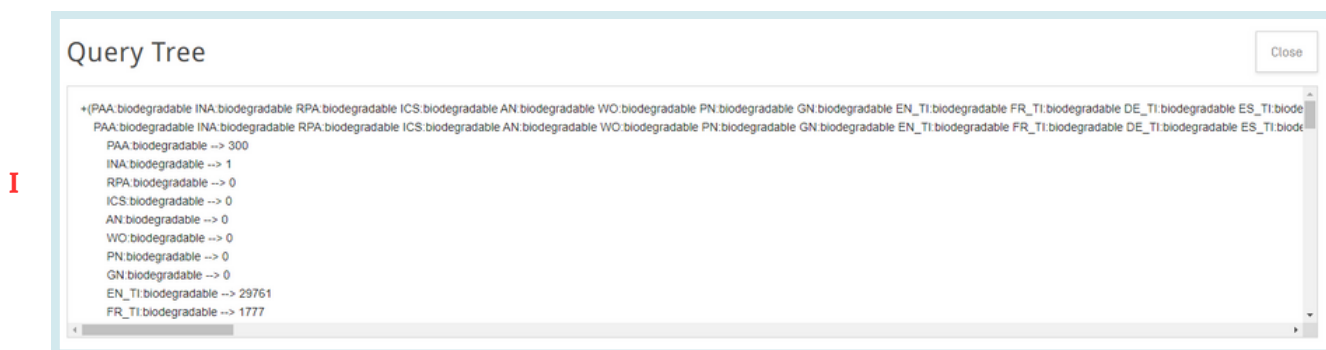 Query Tree
Close
+(PAA:biodegradable INA:biodegradable RPA:biodegradable ICS:biodegradable AN:biodegradable WO:biodegradable PN:biodegradable GN:biodegradable EN_TI:biodegradable FR_TI:biodegradable DE_TI:biodegradable ES_TI:biode
PAA:biodegradable INA:biodegradable RPA:biodegradable ICS:biodegradable AN:biodegradable WO:biodegradable PN:biodegradable GN:biodegradable EN_TI:biodegradable FR_TI:biodegradable DE_TI:biodegradable ES_TI:biode
PAA:biodegradable --> 300
INA:biodegradable --> 1
I
RPA:biodegradable --> 0
ICS:biodegradable --> 0
AN:biodegradable --> 0
WO:biodegradable --> 0
PN:biodegradable --> 0
GN:biodegradable --> 0
EN_TI:biodegradable --> 29761
FR_TI:biodegradable --> 1777